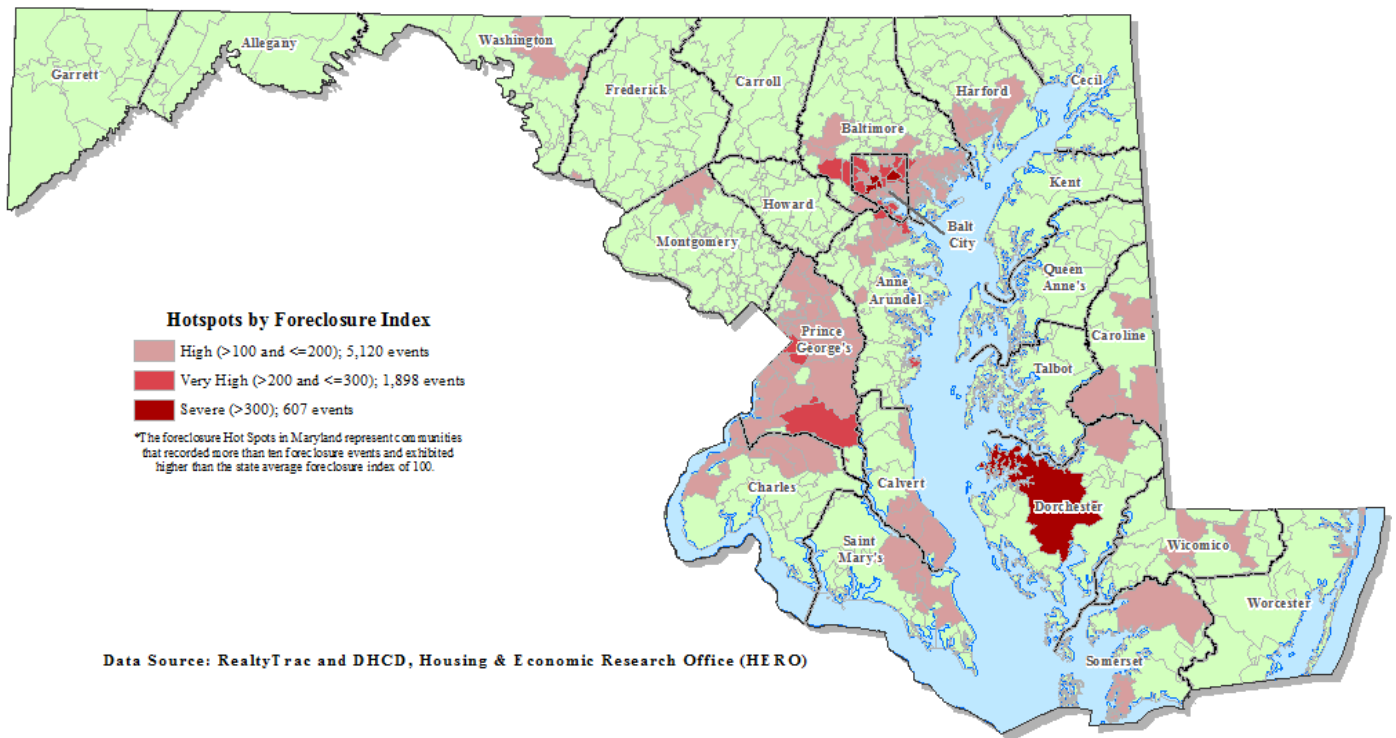 Garrett
Allegany
Washington
Frederick
Carroll
Baltimore
Harford
Cecil
Kent
Howard
Montgomery
Balt
City
Queen
Anne's
Anne
Arundel
Prince
George's
Caroline
Talbot
Hotspots by Foreclosure Index
High (>100 and <=200); 5,120 events
Very High (>200 and <=300); 1,898 events
Severe (>300); 607 events
*The foreclosure Hot Spots in Maryland represent communities
that recorded more than ten foreclosure events and exhibited
higher than the state average foreclosure index of 100.
Charles
Calvert
Dorchester
Saint
Mary's
Wicomico
Worcester
Somerset
Data Source: RealtyTrac and DHCD, Housing & Economic Research Office (HERO)